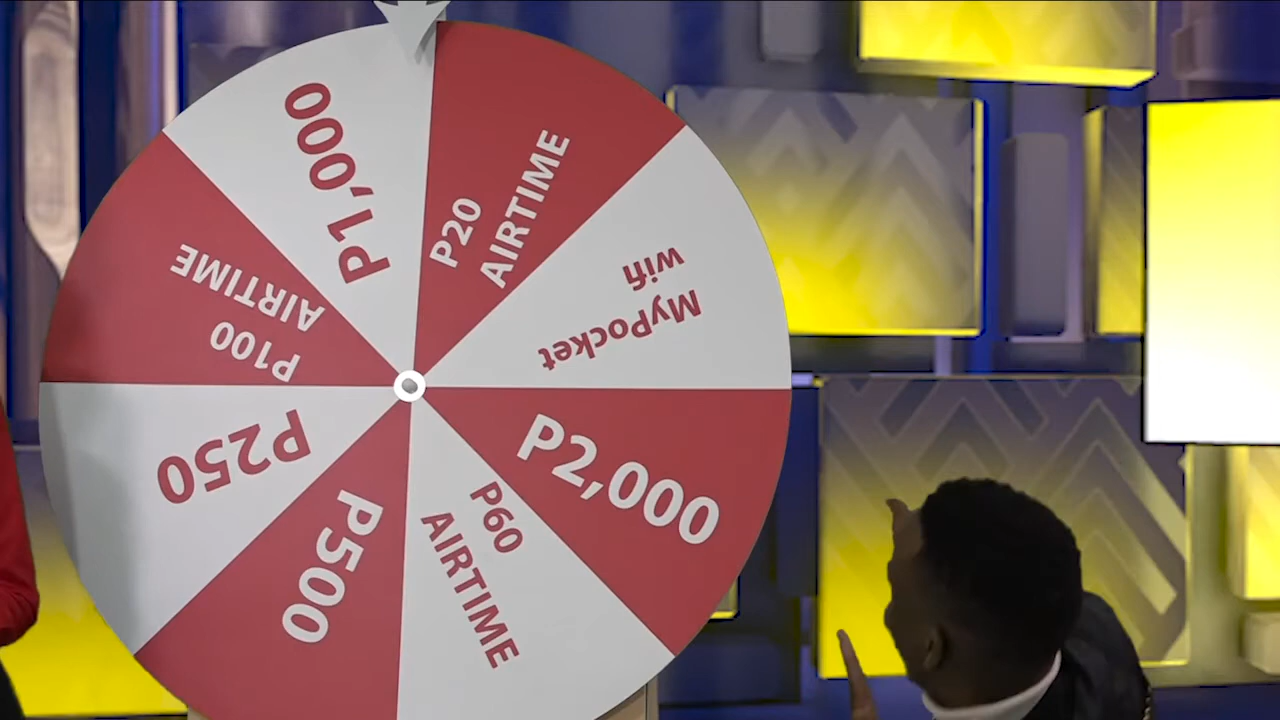 P1,000
P20
AIRTIME
MyPocket
wifi
P2,000
P60
AIRTIME
P500
P250
P100
AIRTIME